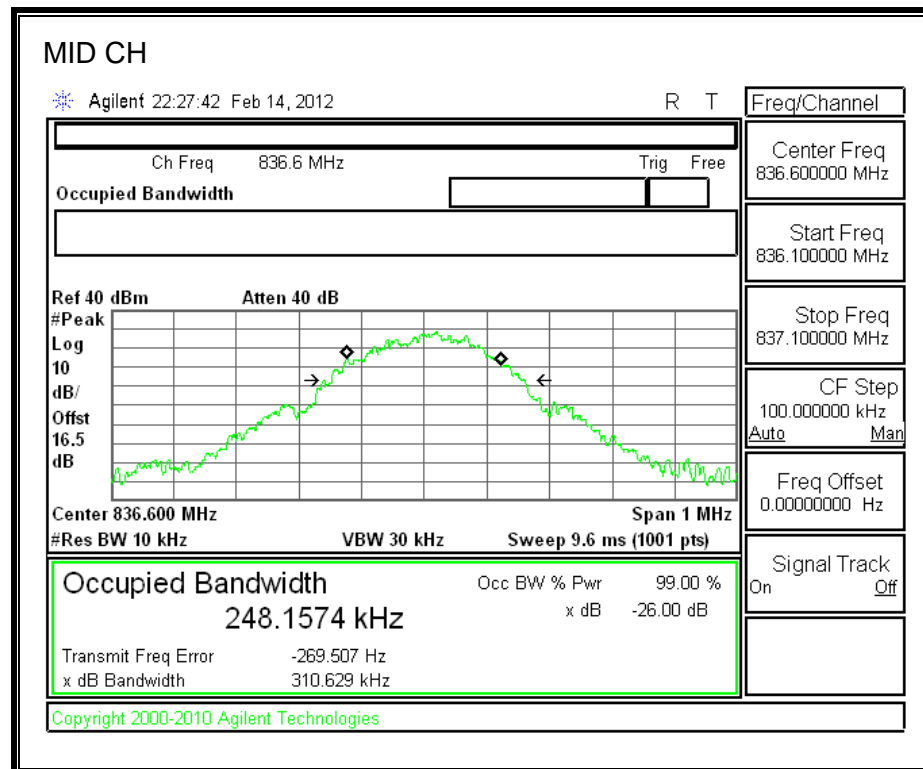 MID CH
Agilent 22:27:42 Feb 14, 2012 R T
Ch Freq 836.6 MHz Trig Free
Occupied Bandwidth
Ref 40 dBm Atten 40 dB
#Peak
Log
10
dB/
Offst
16.5
dB
Center 836.600 MHz Span 1 MHz
#Res BW 10 kHz VBW 30 kHz Sweep 9.6 ms (1001 pts)
Occupied Bandwidth
248.1574 kHz
Occ BW % Pwr 99.00 %
x dB -26.00 dB
Transmit Freq Error -269.507 Hz
x dB Bandwidth 310.629 kHz
Copyright 2000-2010 Agilent Technologies
Freq/Channel
Center Freq
836.600000 MHz
Start Freq
836.100000 MHz
Stop Freq
837.100000 MHz
CF Step
100.000000 kHz
Auto Man
Freq Offset
0.00000000 Hz
Signal Track
On Off